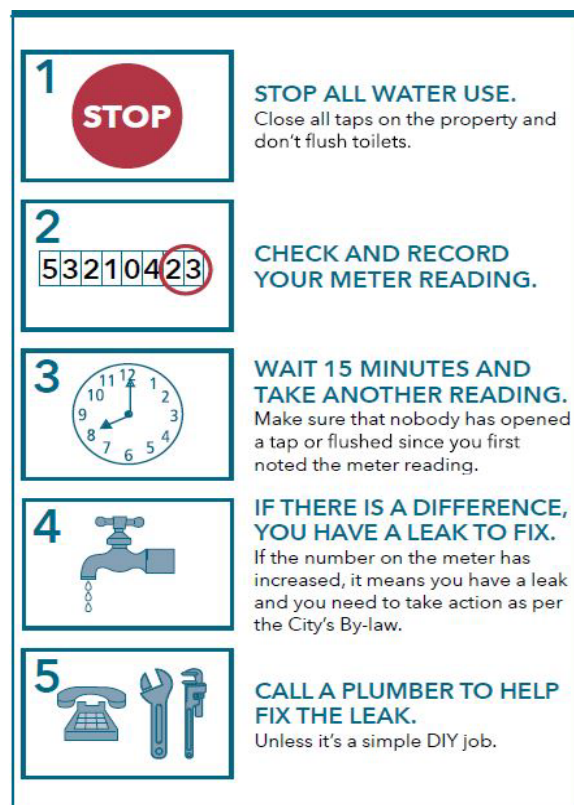 1
STOP
STOP ALL WATER USE.
Close all taps on the property and
don't flush toilets.
2
53210423
CHECK AND RECORD
YOUR METER READING.
3
12
1
2
3
4
5
6
7
8
9
10
11
WAIT 15 MINUTES AND
TAKE ANOTHER READING.
Make sure that nobody has opened
a tap or flushed since you first
noted the meter reading.
4
IF THERE IS A DIFFERENCE,
YOU HAVE A LEAK TO FIX.
If the number on the meter has
increased, it means you have a leak
and you need to take action as per
the City's By-law.
5
CALL A PLUMBER TO HELP
FIX THE LEAK.
Unless it's a simple DIY job.